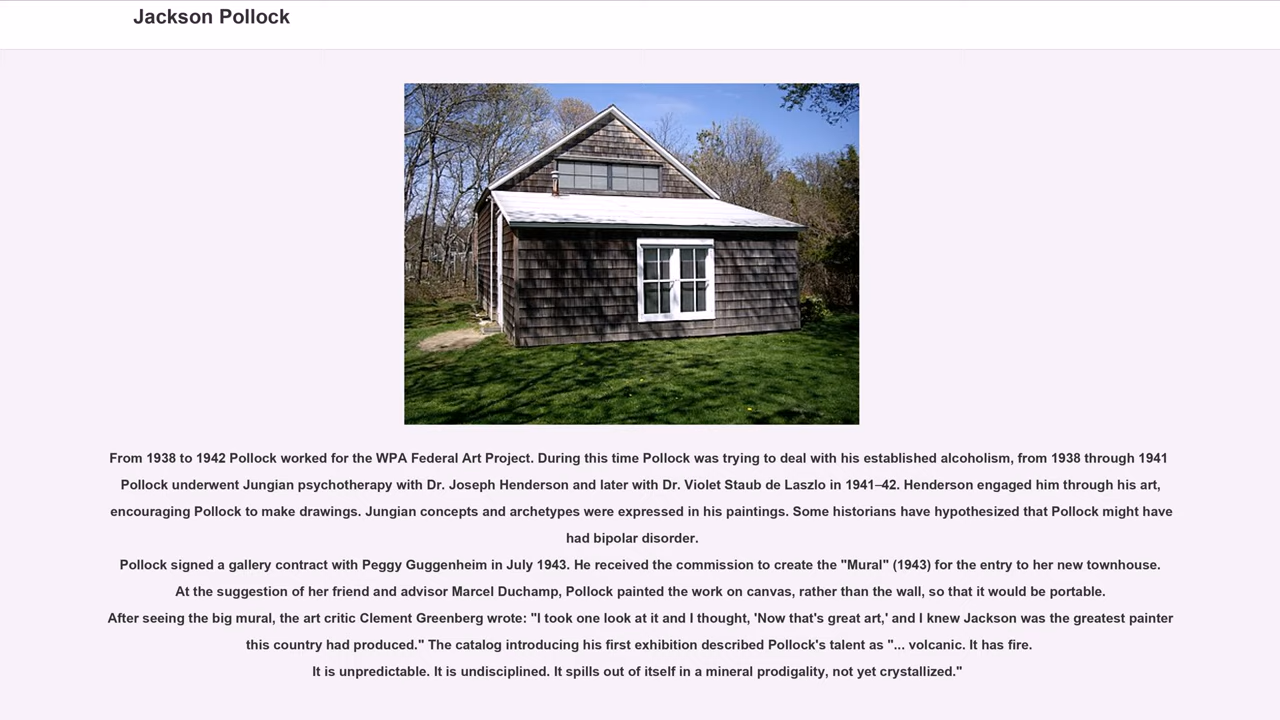 Jackson Pollock
From 1938 to 1942 Pollock worked for the WPA Federal Art Project. During this time Pollock was trying to deal with his established alcoholism, from 1938 through 1941
Pollock underwent Jungian psychotherapy with Dr. Joseph Henderson and later with Dr. Violet Staub de Laszlo in 1941–42. Henderson engaged him through his art,
encouraging Pollock to make drawings. Jungian concepts and archetypes were expressed in his paintings. Some historians have hypothesized that Pollock might have
had bipolar disorder.
Pollock signed a gallery contract with Peggy Guggenheim in July 1943. He received the commission to create the "Mural" (1943) for the entry to her new townhouse.
At the suggestion of her friend and advisor Marcel Duchamp, Pollock painted the work on canvas, rather than the wall, so that it would be portable.
After seeing the big mural, the art critic Clement Greenberg wrote: "I took one look at it and I thought, 'Now that's great art,' and I knew Jackson was the greatest painter
this country had produced." The catalog introducing his first exhibition described Pollock's talent as "... volcanic. It has fire.
It is unpredictable. It is undisciplined. It spills out of itself in a mineral prodigality, not yet crystallized."